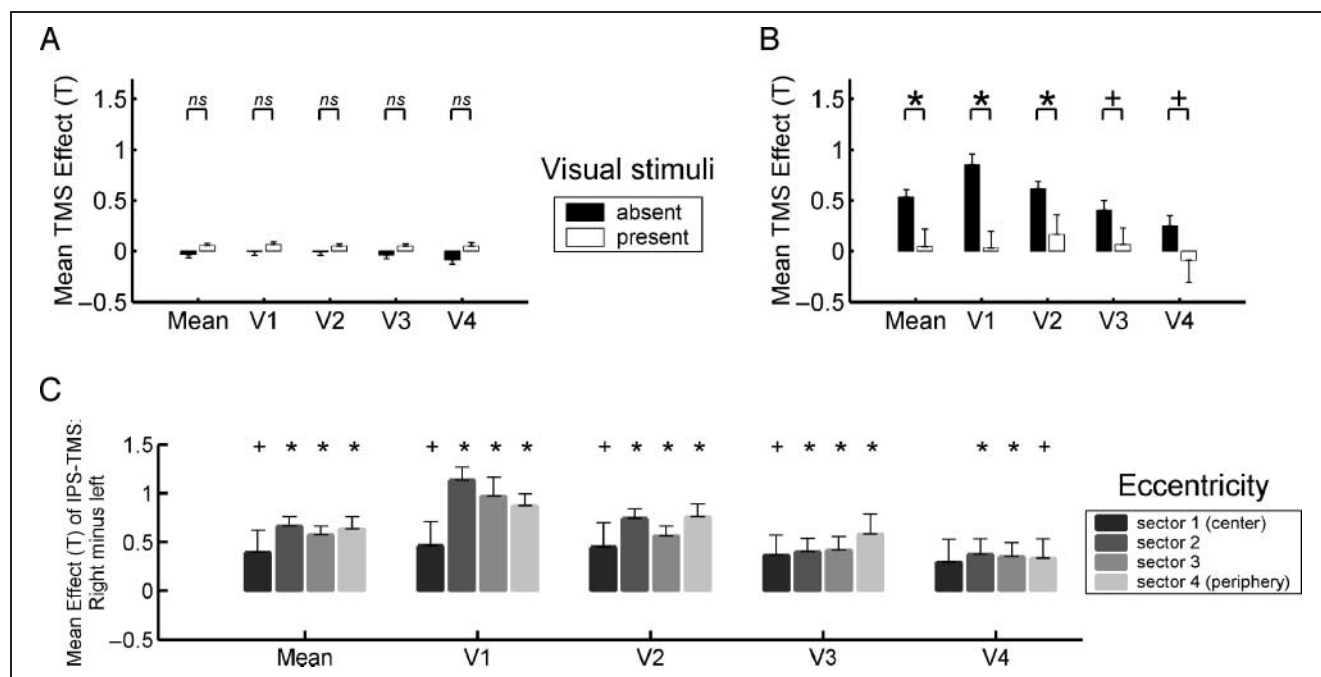 A
Mean TMS Effect (T)
1.5
1
0.5
0
–0.5
ns ns ns ns ns
Mean V1 V2 V3 V4
Visual stimuli
absent
present
B
Mean TMS Effect (T)
1.5
1
0.5
0
–0.5
* * * + +
Mean V1 V2 V3 V4
C
Mean Effect (T) of IPS-TMS:
Right minus left
1.5
1
0.5
0
–0.5
+ * * * + * * * + * * * + * * * * * +
Mean V1 V2 V3 V4
Eccentricity
sector 1 (center)
sector 2
sector 3
sector 4 (periphery)